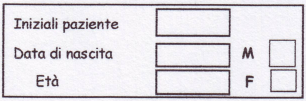 Iniziali paziente
Data di nascita M
Età F